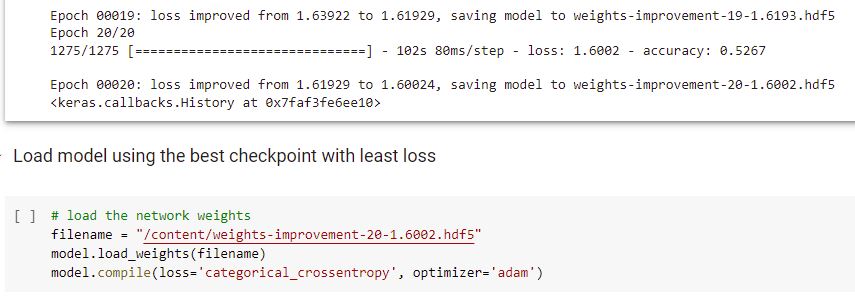 Epoch 00019: loss improved from 1.63922 to 1.61929, saving model to weights-improvement-19-1.6193.hdf5
Epoch 20/20
1275/1275 [==============================] - 102s 80ms/step - loss: 1.6002 - accuracy: 0.5267
Epoch 00020: loss improved from 1.61929 to 1.60024, saving model to weights-improvement-20-1.6002.hdf5
<keras.callbacks.History at 0x7faf3fe6ee10>
Load model using the best checkpoint with least loss
[ ] # load the network weights
filename = "/content/weights-improvement-20-1.6002.hdf5"
model.load_weights(filename)
model.compile(loss='categorical_crossentropy', optimizer='adam')